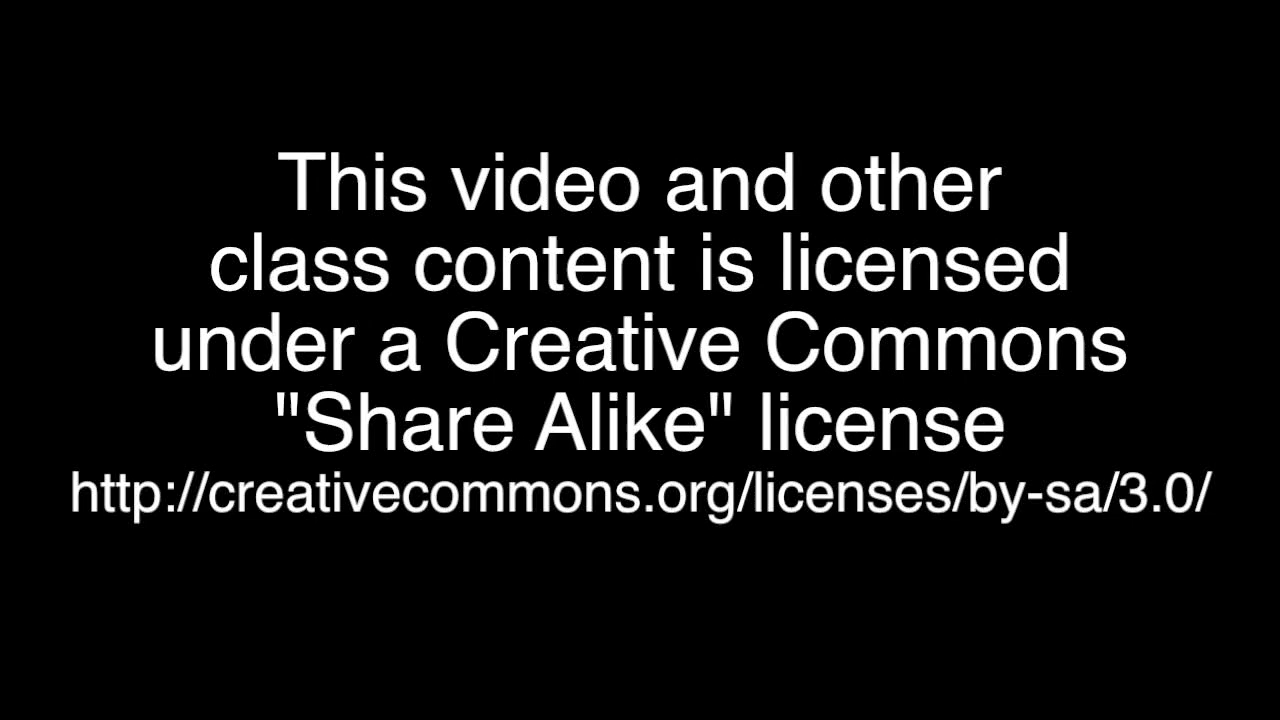 This video and other
class content is licensed
under a Creative Commons
"Share Alike" license
http://creativecommons.org/licenses/by-sa/3.0/